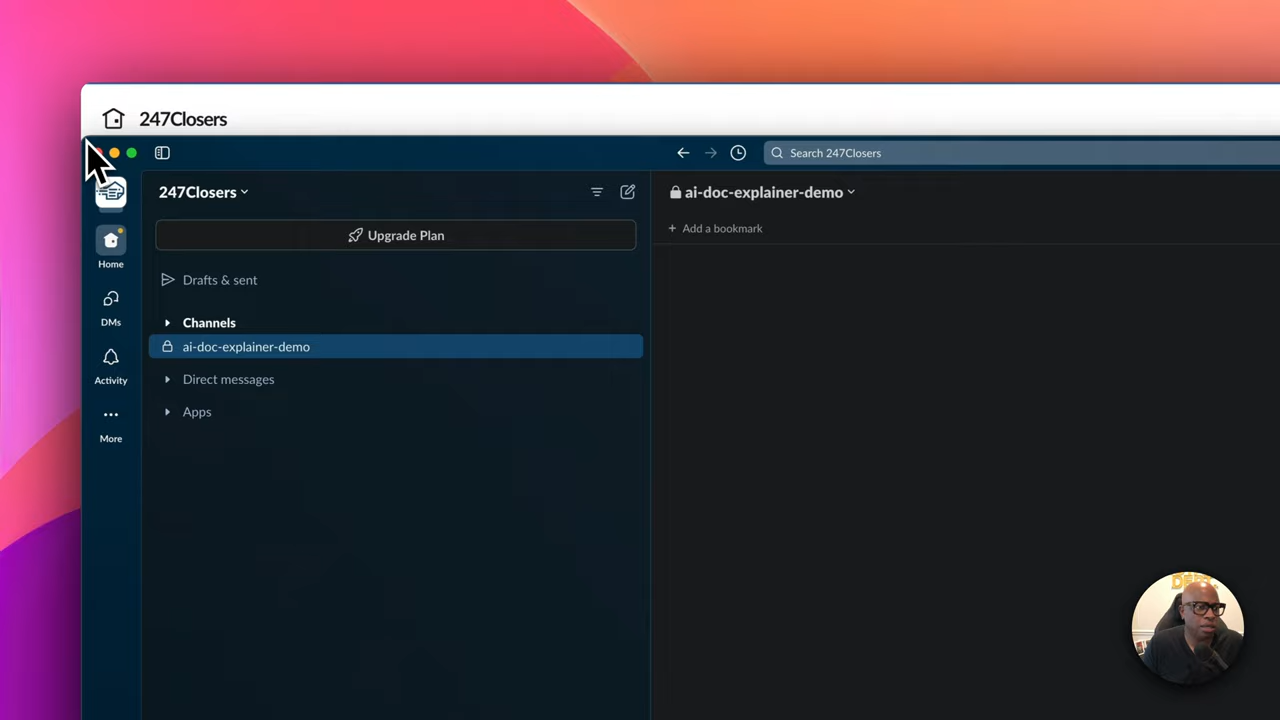 247Closers
Search 247Closers
247Closers
Upgrade Plan
Home
Drafts & sent
DMs
Channels
ai-doc-explainer-demo
Activity
Direct messages
Apps
More
ai-doc-explainer-demo
+ Add a bookmark